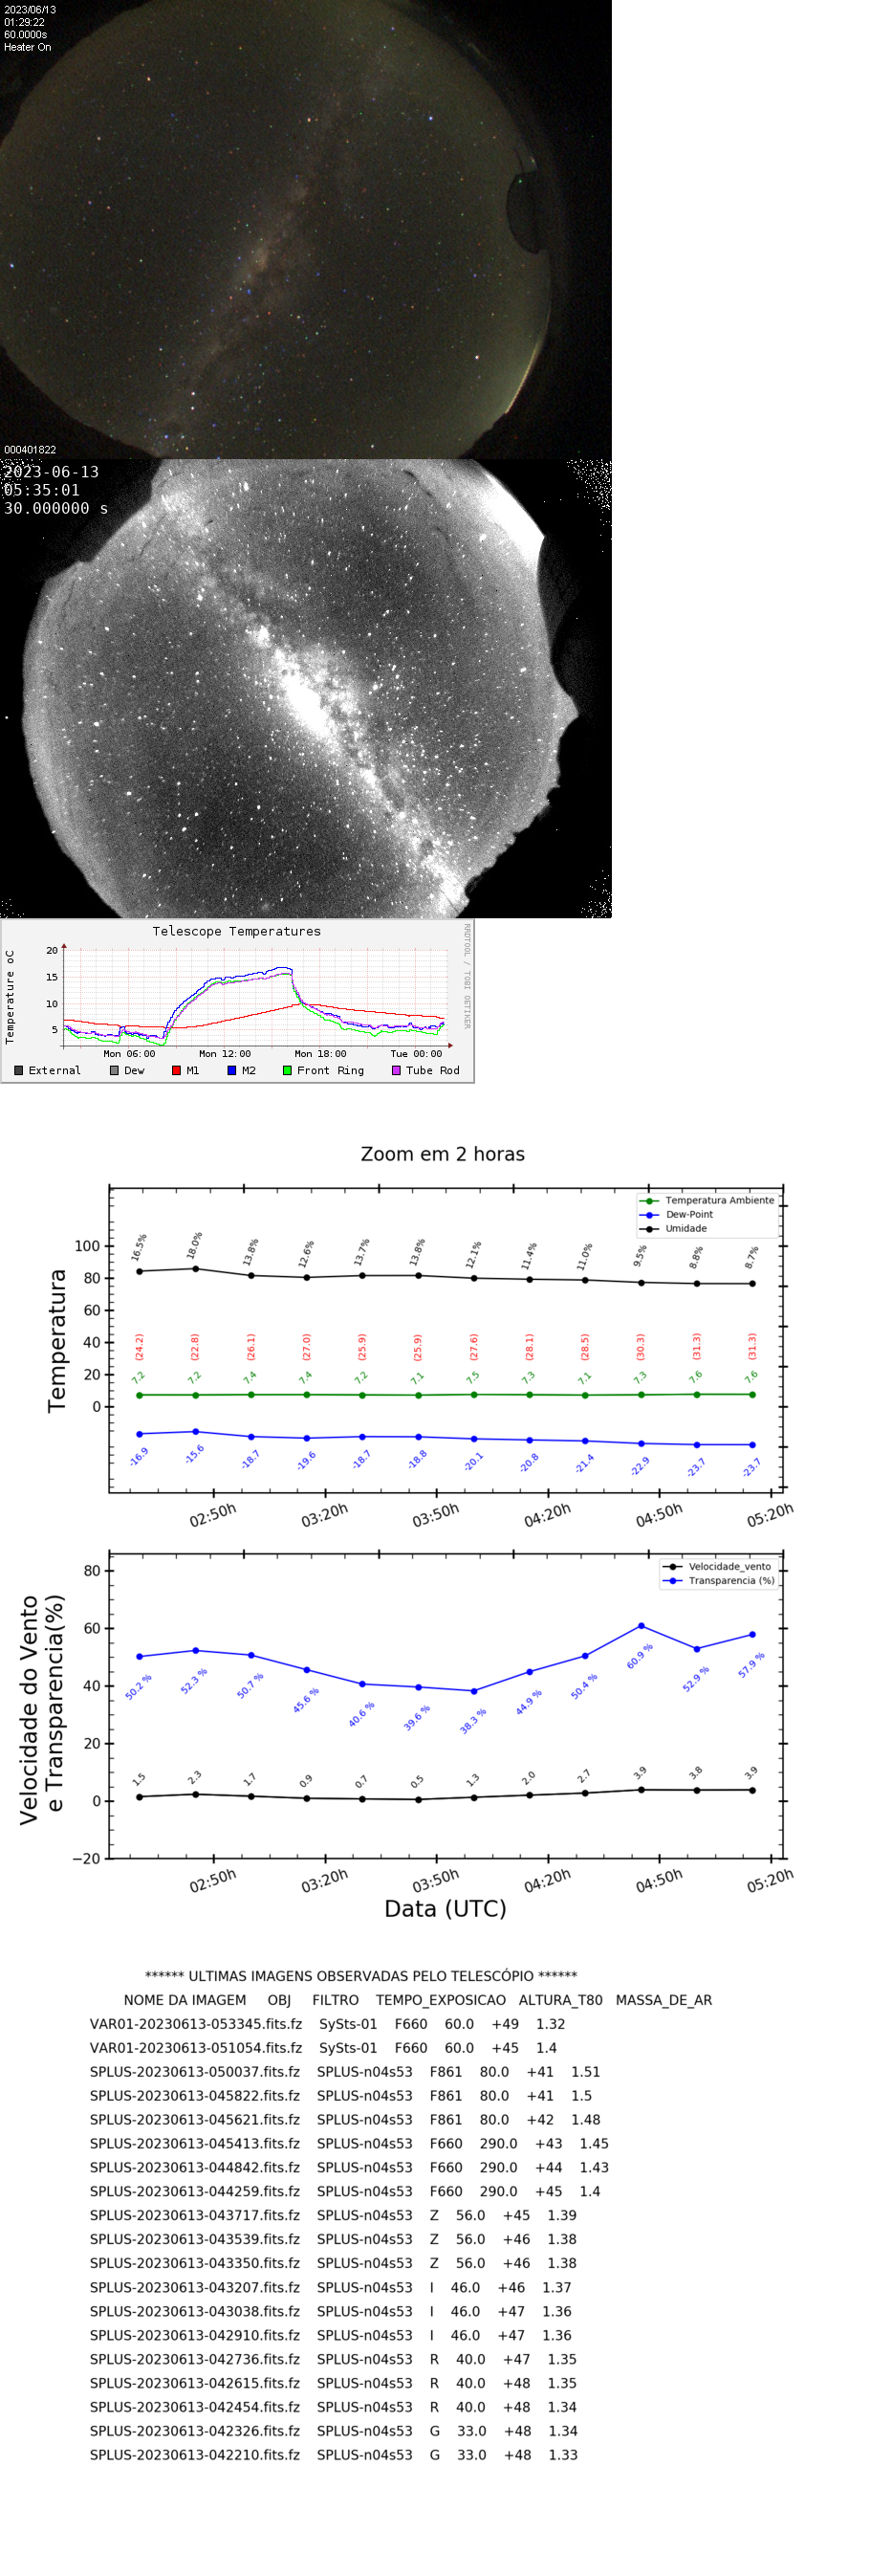 2023/06/13
01:29:22
60.0000s
Heater On
000401822
2023-06-13
05:35:01
30.000000 s
Telescope Temperatures
RRDTOOL / TOBI OETIKER
Temperature oC
20
15
10
5
Mon 06:00 Mon 12:00 Mon 18:00 Tue 00:00
External Dew M1 M2 Front Ring Tube Rod
Zoom em 2 horas
Temperatura Ambiente
Dew-Point
Umidade
Temperatura
100
80
60
40
20
0
16.5% 18.0% 13.8% 12.6% 13.7% 13.8% 12.1% 11.4% 11.0% 9.5% 8.8% 8.7%
(24.2) (22.8) (26.1) (27.0) (25.9) (25.9) (27.6) (28.1) (28.5) (30.3) (31.3) (31.3)
7.2 7.2 7.4 7.4 7.2 7.1 7.5 7.3 7.1 7.3 7.6 7.6
-16.9 -15.6 -18.7 -19.6 -18.7 -18.8 -20.1 -20.8 -21.4 -22.9 -23.7 -23.7
02:50h 03:20h 03:50h 04:20h 04:50h 05:20h
Velocidade_vento
Transparencia (%)
Velocidade do Vento
e Transparencia(%)
80
60
40
20
0
−20
50.2 % 52.3 % 50.7 % 45.6 % 40.6 % 39.6 % 38.3 % 44.9 % 50.4 % 60.9 % 52.9 % 57.9 %
1.5 2.3 1.7 0.9 0.7 0.5 1.3 2.0 2.7 3.9 3.8 3.9
02:50h 03:20h 03:50h 04:20h 04:50h 05:20h
Data (UTC)
****** ULTIMAS IMAGENS OBSERVADAS PELO TELESCÓPIO ******
NOME DA IMAGEM OBJ FILTRO TEMPO_EXPOSICAO ALTURA_T80 MASSA_DE_AR
VAR01-20230613-053345.fits.fz SySts-01 F660 60.0 +49 1.32
VAR01-20230613-051054.fits.fz SySts-01 F660 60.0 +45 1.4
SPLUS-20230613-050037.fits.fz SPLUS-n04s53 F861 80.0 +41 1.51
SPLUS-20230613-045822.fits.fz SPLUS-n04s53 F861 80.0 +41 1.5
SPLUS-20230613-045621.fits.fz SPLUS-n04s53 F861 80.0 +42 1.48
SPLUS-20230613-045413.fits.fz SPLUS-n04s53 F660 290.0 +43 1.45
SPLUS-20230613-044842.fits.fz SPLUS-n04s53 F660 290.0 +44 1.43
SPLUS-20230613-044259.fits.fz SPLUS-n04s53 F660 290.0 +45 1.4
SPLUS-20230613-043717.fits.fz SPLUS-n04s53 Z 56.0 +45 1.39
SPLUS-20230613-043539.fits.fz SPLUS-n04s53 Z 56.0 +46 1.38
SPLUS-20230613-043350.fits.fz SPLUS-n04s53 Z 56.0 +46 1.38
SPLUS-20230613-043207.fits.fz SPLUS-n04s53 I 46.0 +46 1.37
SPLUS-20230613-043038.fits.fz SPLUS-n04s53 I 46.0 +47 1.36
SPLUS-20230613-042910.fits.fz SPLUS-n04s53 I 46.0 +47 1.36
SPLUS-20230613-042736.fits.fz SPLUS-n04s53 R 40.0 +47 1.35
SPLUS-20230613-042615.fits.fz SPLUS-n04s53 R 40.0 +48 1.35
SPLUS-20230613-042454.fits.fz SPLUS-n04s53 R 40.0 +48 1.34
SPLUS-20230613-042326.fits.fz SPLUS-n04s53 G 33.0 +48 1.34
SPLUS-20230613-042210.fits.fz SPLUS-n04s53 G 33.0 +48 1.33